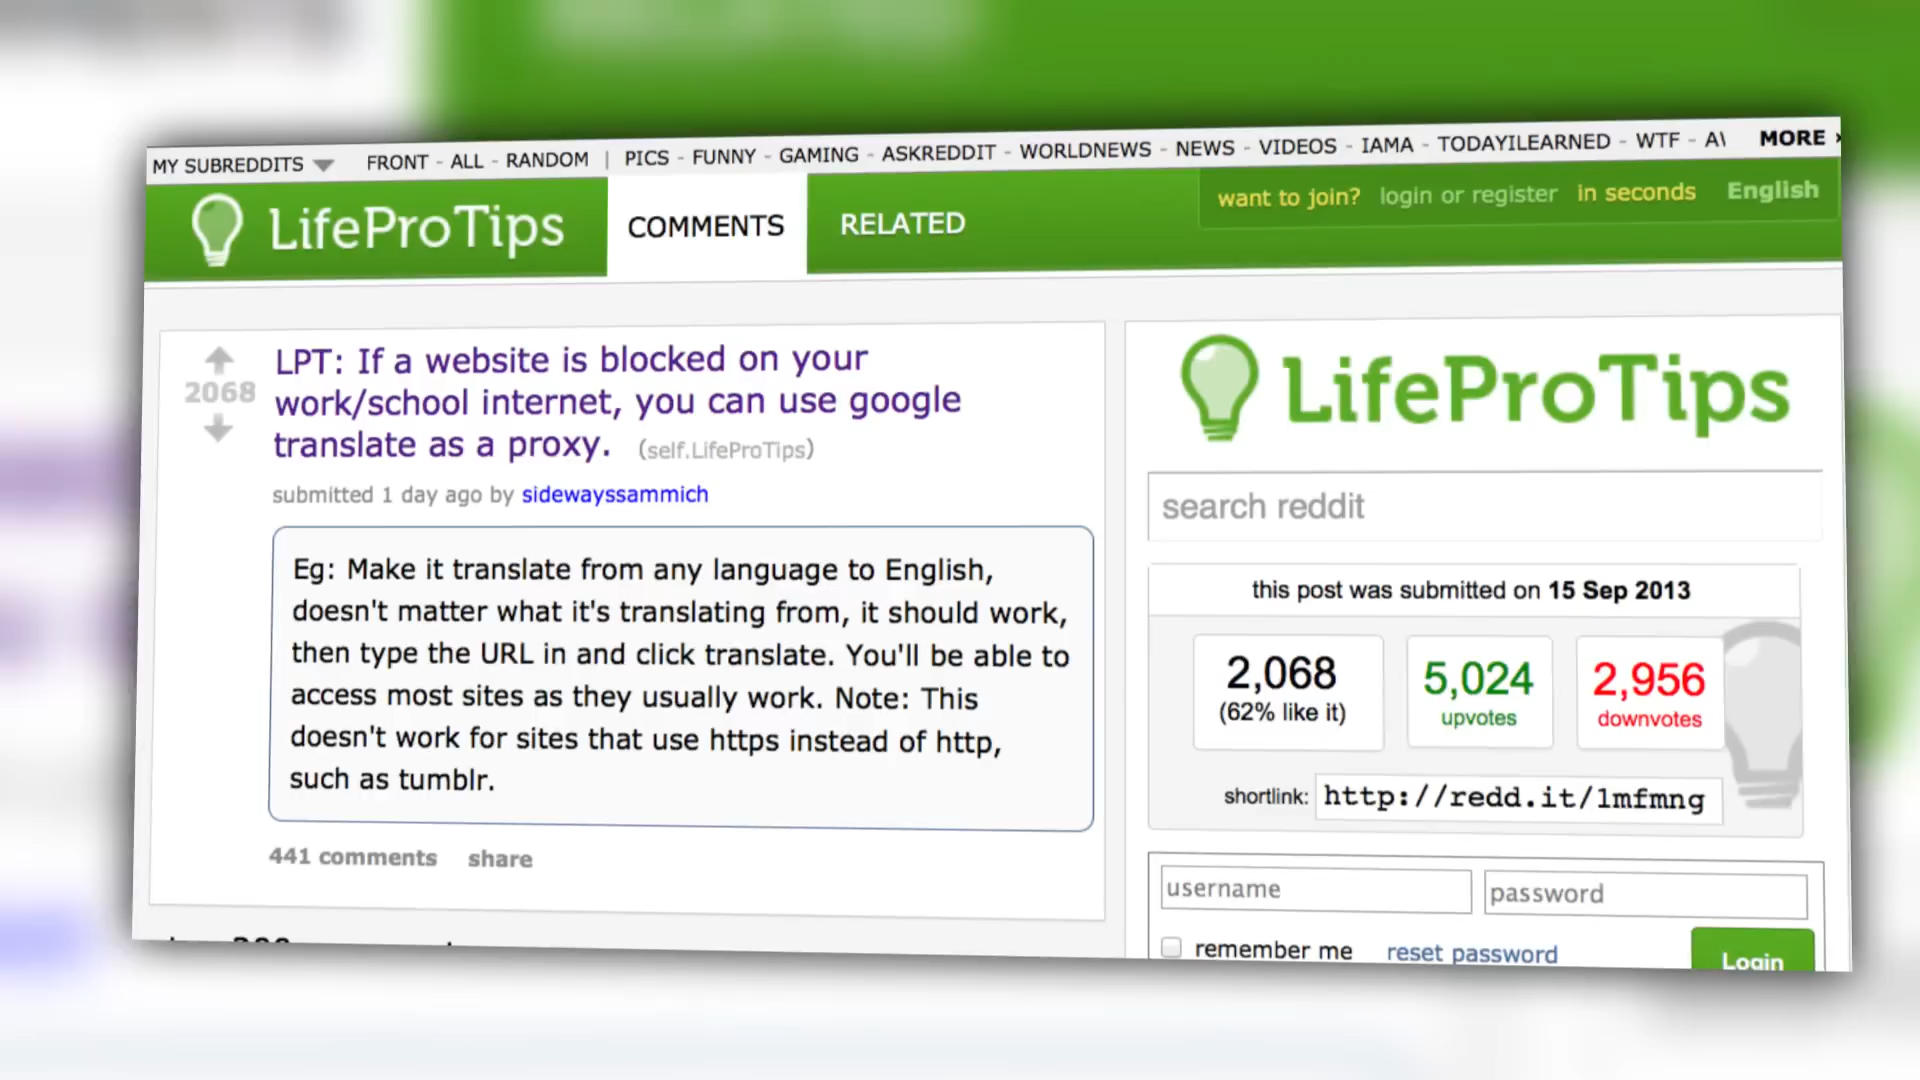 MY SUBREDDITS
FRONT - ALL - RANDOM | PICS - FUNNY - GAMING - ASKREDDIT - WORLDNEWS - NEWS - VIDEOS - IAMA - TODAYILEARNED - WTF - MORE
LifeProTips
COMMENTS
RELATED
want to join? login or register in seconds English
2068
LPT: If a website is blocked on your
work/school internet, you can use google
translate as a proxy. (self.LifeProTips)
submitted 1 day ago by sidewayssammich
Eg: Make it translate from any language to English,
doesn't matter what it's translating from, it should work,
then type the URL in and click translate. You'll be able to
access most sites as they usually work. Note: This
doesn't work for sites that use https instead of http,
such as tumblr.
441 comments share
LifeProTips
search reddit
this post was submitted on 15 Sep 2013
2,068
(62% like it)
5,024
upvotes
2,956
downvotes
shortlink: http://redd.it/1mfmng
username
password
remember me reset password
Login